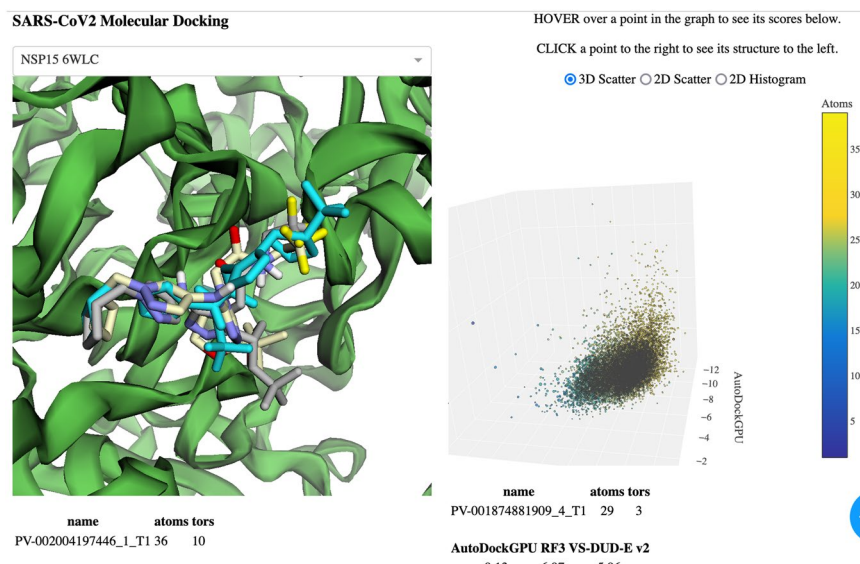 SARS-CoV2 Molecular Docking
NSP15 6WLC
HOVER over a point in the graph to see its scores below.
CLICK a point to the right to see its structure to the left.
3D Scatter 2D Scatter 2D Histogram
Atoms
35
30
25
20
15
10
5
−12
−10
−8
−6
−4
−2
AutoDockGPU
name atoms tors
PV-002004197446_1_T1 36 10
name atoms tors
PV-001874881909_4_T1 29 3
AutoDockGPU RF3 VS-DUD-E v2